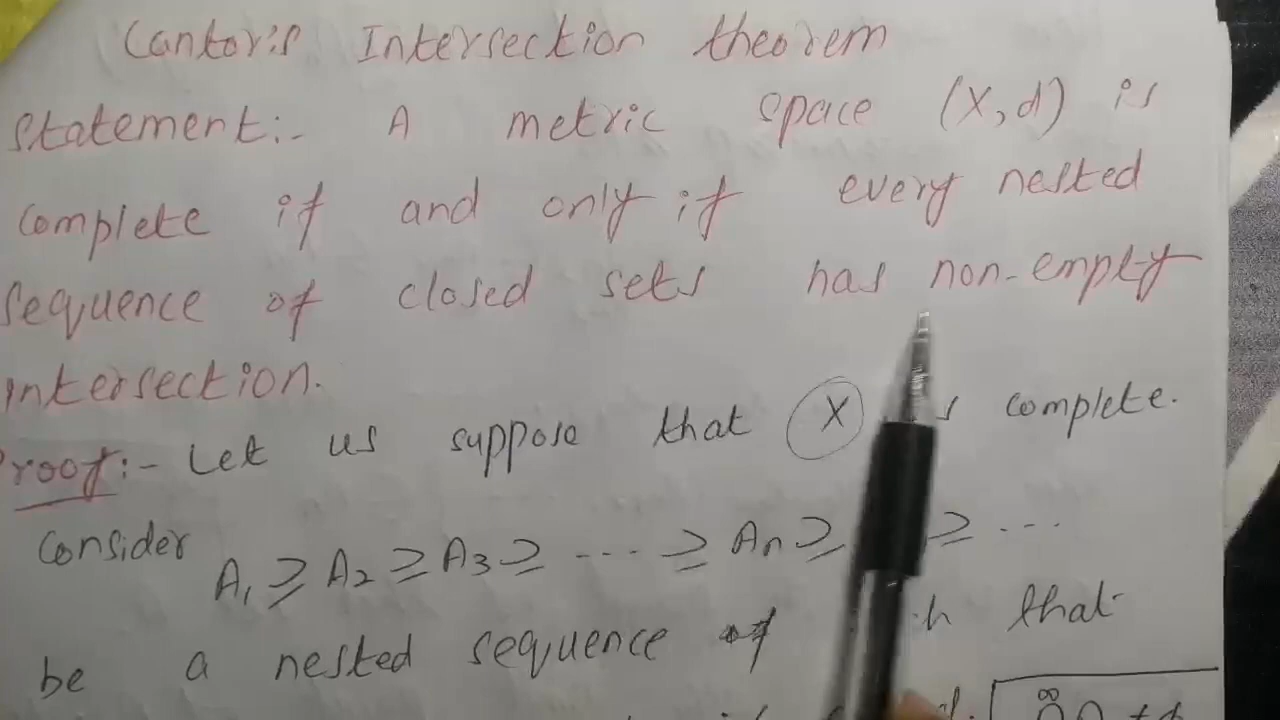 Cantor's Intersection theorem
Statement:- A metric space (X,d) is
complete if and only if every nested
sequence of closed sets has non-empty
intersection.
Proof:- Let us suppose that X is complete.
Consider
A1 ≥ A2 ≥ A3 ≥ ---- ≥ An ≥ ≥ ---
be a nested sequence of that